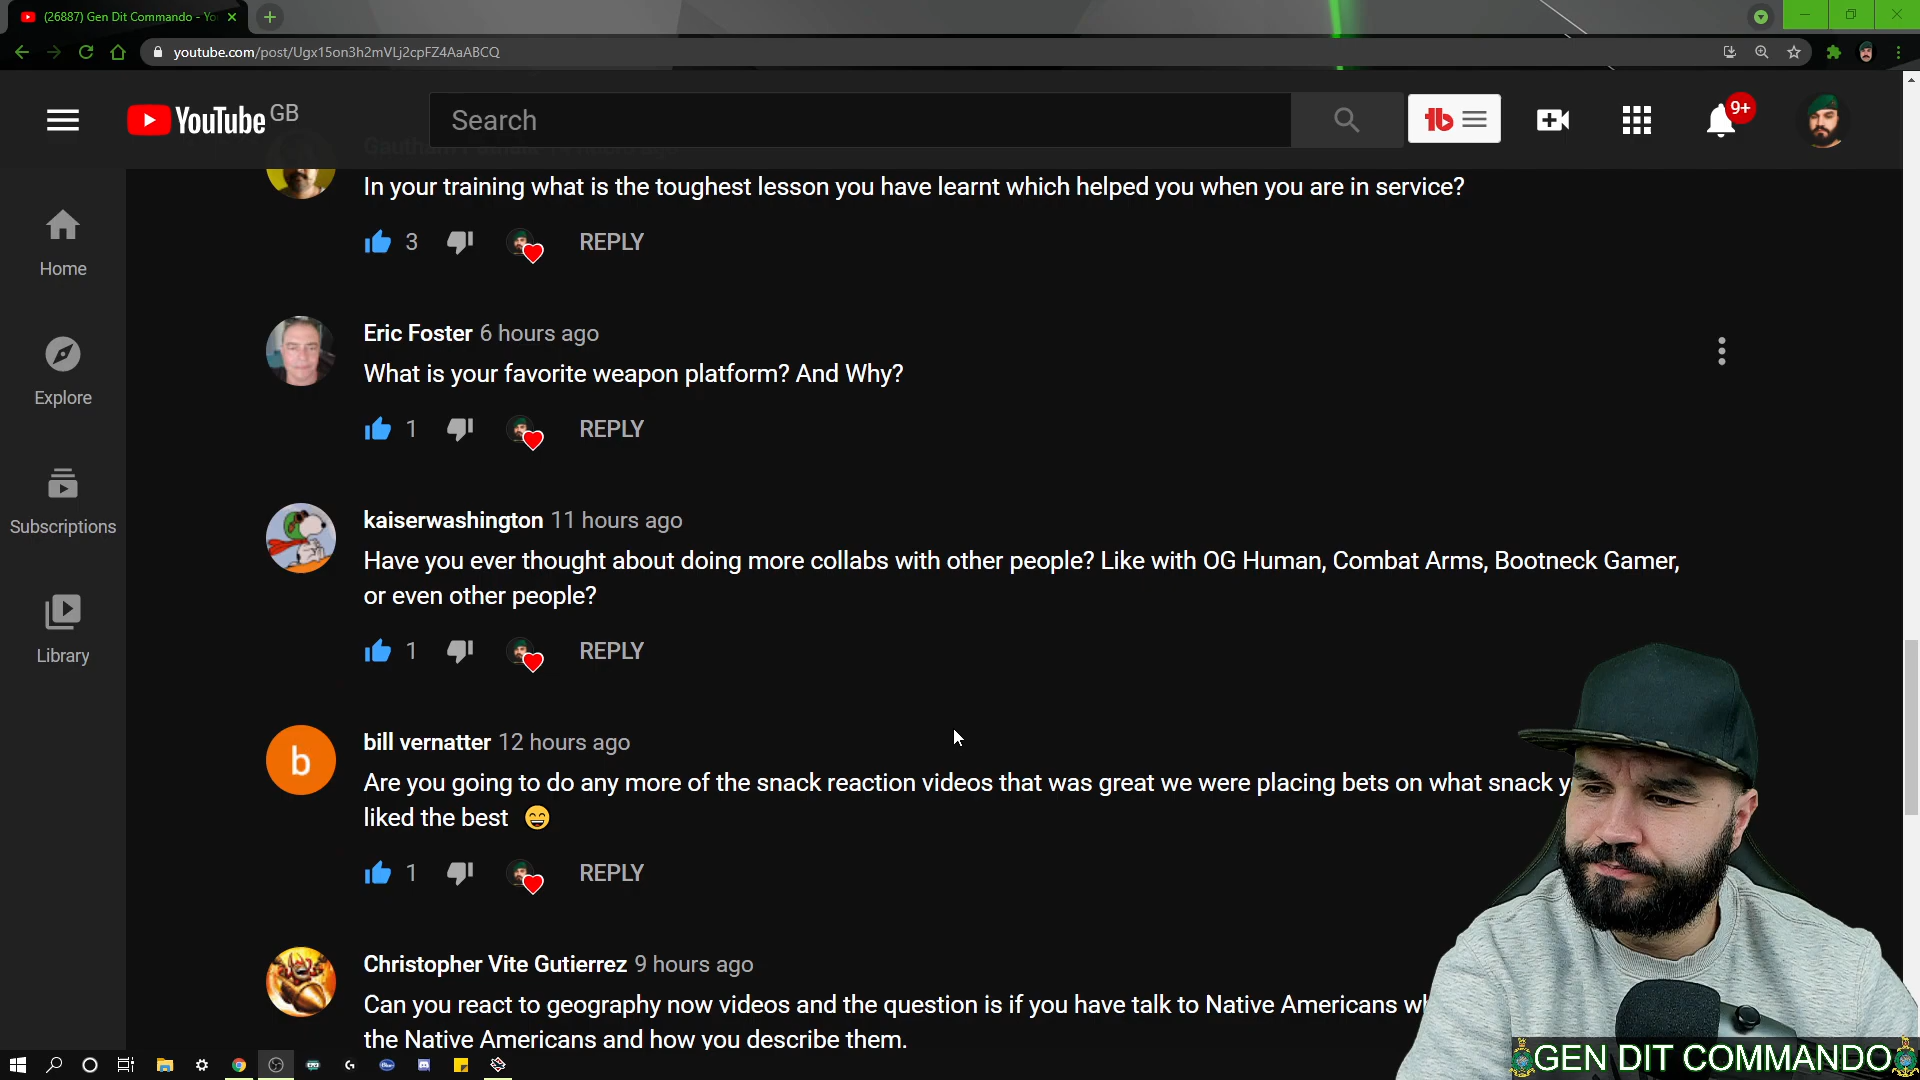 (26887) Gen Dit Commando - Yo
youtube.com/post/Ugx15on3h2mVLj2cpFZ4AaABCQ
YouTube GB
Search
9+
Home
Explore
Subscriptions
Library
In your training what is the toughest lesson you have learnt which helped you when you are in service?
3 REPLY
Eric Foster 6 hours ago
What is your favorite weapon platform? And Why?
1 REPLY
kaiserwashington 11 hours ago
Have you ever thought about doing more collabs with other people? Like with OG Human, Combat Arms, Bootneck Gamer,
or even other people?
1 REPLY
b
bill vernatter 12 hours ago
Are you going to do any more of the snack reaction videos that was great we were placing bets on what snack y
liked the best 😄
1 REPLY
Christopher Vite Gutierrez 9 hours ago
Can you react to geography now videos and the question is if you have talk to Native Americans wh
the Native Americans and how you describe them.
GEN DIT COMMANDO